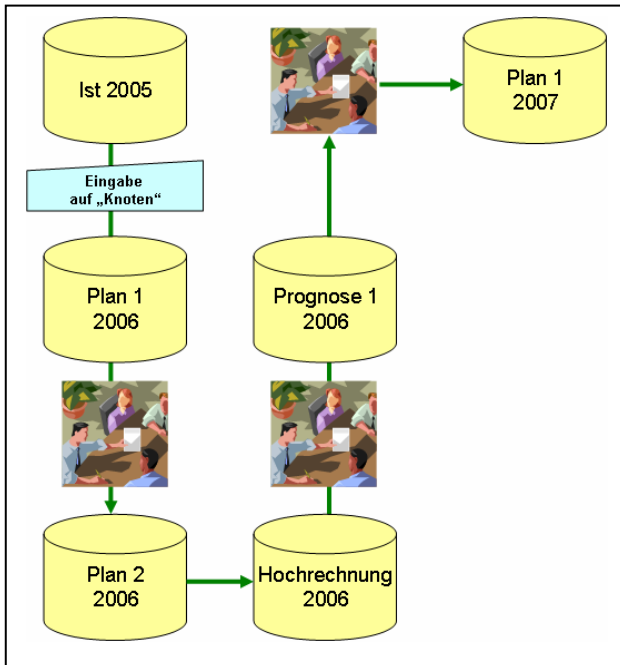 Ist 2005
Eingabe
auf „Knoten“
Plan 1
2006
Plan 2
2006
Hochrechnung
2006
Prognose 1
2006
Plan 1
2007